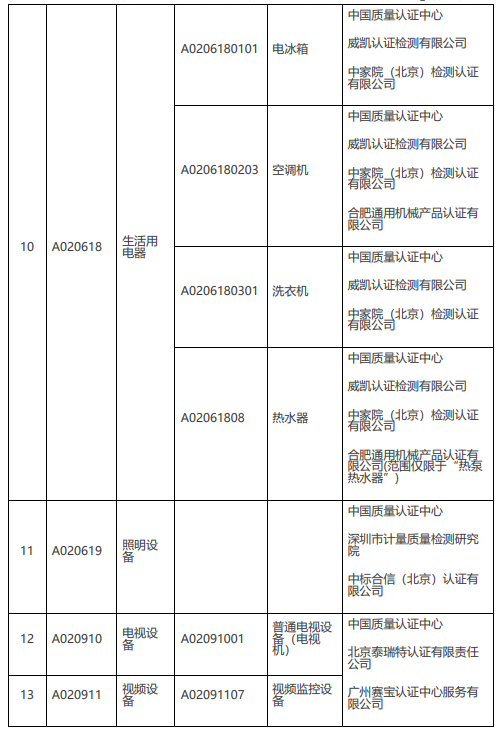 中国质量认证中心
A0206180101
电冰箱
威凯认证检测有限公司
中家院（北京）检测认证
有限公司
中国质量认证中心
威凯认证检测有限公司
A0206180203
空调机
中家院（北京）检测认证
有限公司
合肥通用机械产品认证有
限公司
10
A020618
生活用
电器
中国质量认证中心
A0206180301
洗衣机
威凯认证检测有限公司
中家院（北京）检测认证
有限公司
中国质量认证中心
威凯认证检测有限公司
A02061808
热水器
中家院（北京）检测认证
有限公司
合肥通用机械产品认证有
限公司(范围仅限于“热泵
热水器”)
11
A020619
照明设
备
中国质量认证中心
深圳市计量质量检测研究
院
中标合信（北京）认证有
限公司
12
A020910
电视设
备
A02091001
普通电视设
备（电视
机）
中国质量认证中心
北京泰瑞特认证有限责任
公司
13
A020911
视频设
备
A02091107
视频监控设
备
广州赛宝认证中心服务有
限公司